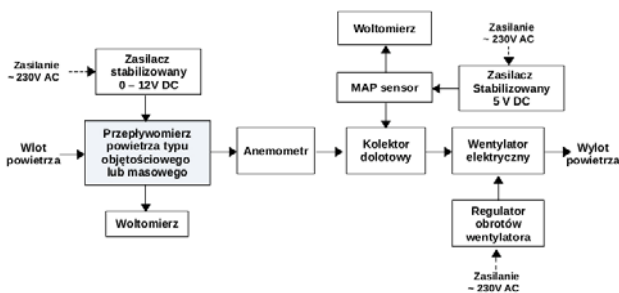 Zasilanie
~ 230V AC
Zasilacz
stabilizowany
0 – 12V DC
Woltomierz
Zasilanie
~ 230V AC
MAP sensor
Zasilacz
Stabilizowany
5 V DC
Wlot
powietrza
Przepływomierz
powietrza typu
objętościowego
lub masowego
Anemometr
Kolektor
dolotowy
Wentylator
elektryczny
Wylot
powietrza
Woltomierz
Regulator
obrotów
wentylatora
Zasilanie
~ 230V AC